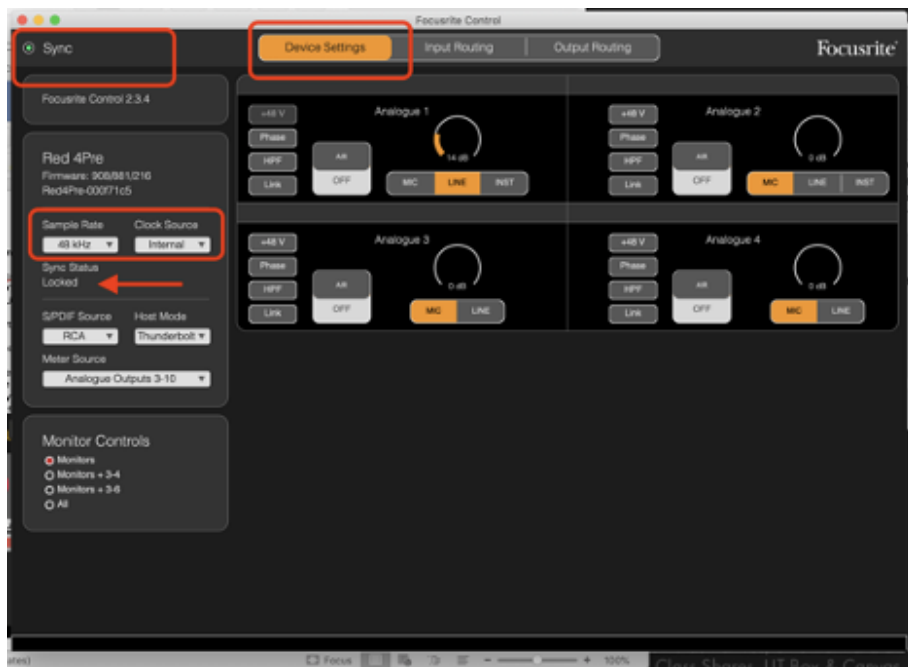 Focusrite Control
Sync
Device Settings
Input Routing
Output Routing
Focusrite
Focusrite Control 2.3.4
Red 4Pre
Firmware: 908/881/216
Red4Pre-000f71c5
Sample Rate
Clock Source
48 kHz
Internal
Sync Status
Locked
S/PDIF Source
Host Mode
RCA
Thunderbolt
Meter Source
Analogue Outputs 3-10
Monitor Controls
Monitors
Monitors + 3-4
Monitors + 3-6
All
Analogue 1
+48 V
Phase
HPF
Link
AIR
OFF
14 dB
MIC
LINE
INST
Analogue 2
+48 V
Phase
HPF
Link
AIR
OFF
0 dB
MIC
LINE
INST
Analogue 3
+48 V
Phase
HPF
Link
AIR
OFF
0 dB
MIC
LINE
Analogue 4
+48 V
Phase
HPF
Link
AIR
OFF
0 dB
MIC
LINE
Focus
100%